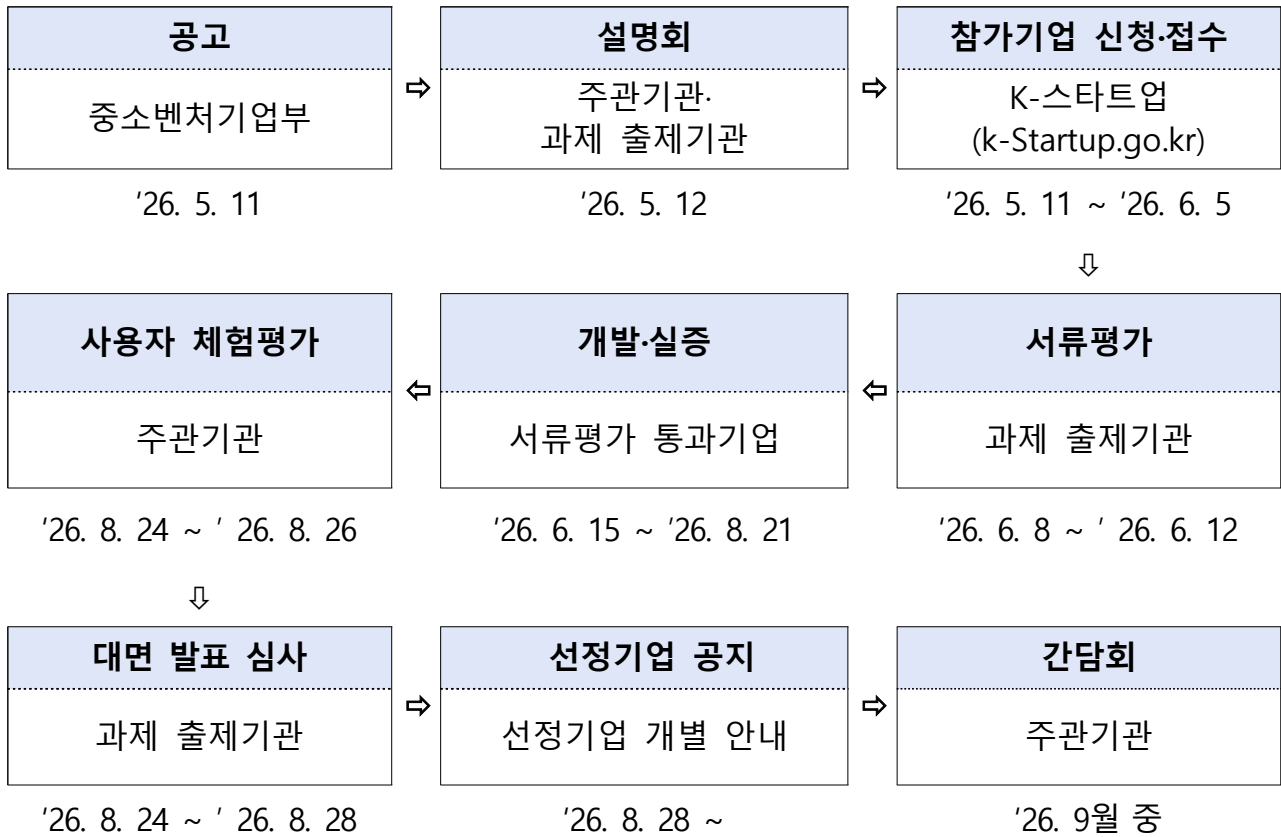 공고
중소벤처기업부
'26. 5. 11
⇨
설명회
주관기관·
과제 출제기관
'26. 5. 12
⇨
참가기업 신청·접수
K-스타트업
(k-Startup.go.kr)
'26. 5. 11 ~ '26. 6. 5
⇩
서류평가
과제 출제기관
'26. 6. 8 ~ ' 26. 6. 12
⇦
개발·실증
서류평가 통과기업
'26. 6. 15 ~ '26. 8. 21
⇦
사용자 체험평가
주관기관
'26. 8. 24 ~ ' 26. 8. 26
⇩
대면 발표 심사
과제 출제기관
'26. 8. 24 ~ ' 26. 8. 28
⇨
선정기업 공지
선정기업 개별 안내
'26. 8. 28 ~
⇨
간담회
주관기관
'26. 9월 중